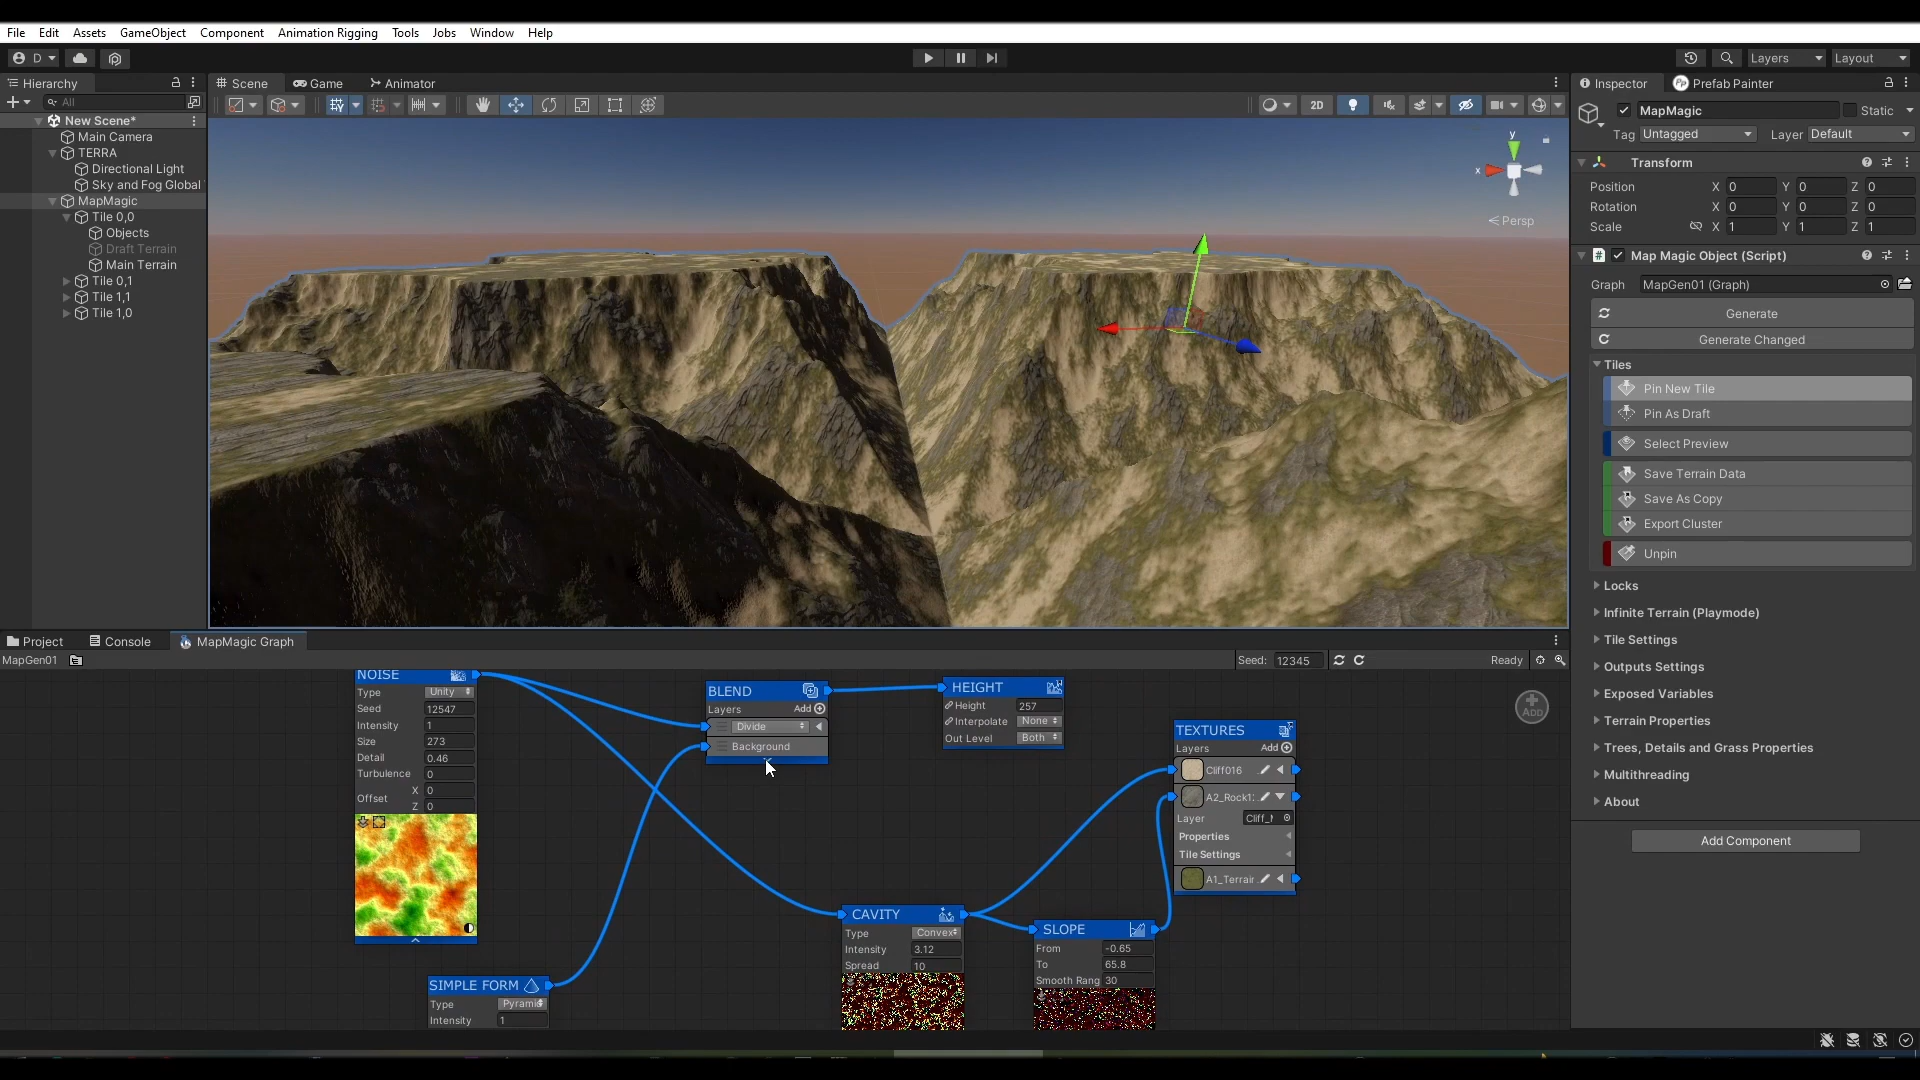 File Edit Assets GameObject Component Animation Rigging Tools Jobs Window Help
D Layers Layout
Hierarchy Scene Game Animator Inspector Prefab Painter
All 2D
New Scene*
Main Camera
TERRA
Directional Light
Sky and Fog Global
MapMagic
Tile 0,0
Objects
Draft Terrain
Main Terrain
Tile 0,1
Tile 1,1
Tile 1,0
y
x
Persp
MapMagic Static
Tag Untagged Layer Default
Transform
Position X 0 Y 0 Z 0
Rotation X 0 Y 0 Z 0
Scale X 1 Y 1 Z 1
# Map Magic Object (Script)
Graph MapGen01 (Graph)
Generate
Generate Changed
Tiles
Pin New Tile
Pin As Draft
Select Preview
Save Terrain Data
Save As Copy
Export Cluster
Unpin
Locks
Infinite Terrain (Playmode)
Tile Settings
Outputs Settings
Exposed Variables
Terrain Properties
Trees, Details and Grass Properties
Multithreading
About
Add Component
Project Console MapMagic Graph
MapGen01 Seed: 12345 Ready
NOISE
Type Unity
Seed 12547
Intensity 1
Size 273
Detail 0.46
Turbulence 0
Offset X 0
Z 0
SIMPLE FORM
Type Pyramid
Intensity 1
BLEND
Layers Add
Divide
Background
HEIGHT
Height 257
Interpolate None
Out Level Both
CAVITY
Type Convex
Intensity 3.12
Spread 10
SLOPE
From -0.65
To 65.8
Smooth Rang 30
TEXTURES
Layers Add
Cliff016
A2_Rock1
Layer Cliff_
Properties
Tile Settings
A1_Terrair
ADD